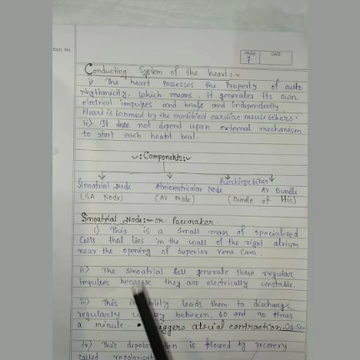 PAGE
7
DATE
Conducting System of the heart:-
i) The heart possesses the Property of auto
rhythmicity, which means, It generates its own
electrical impulses and beats and independently
Heart is formed by the modified cardiac muscle fibers.
ii) It does not depend upon external mechanism
to start each heart beat.
:Components:-
Sinoatrial Node
(SA Node)
Atrioventricular Node
(AV Node)
Purkinje fibres
AV Bundle
(Bundle of His)
Sinoatrial Node:- or Pacemaker.
i) This is a Small mass of specialized
Cells that lies in the wall of the right atrium
near the opening of Superior Vena Cava.
ii) The Sinoatrial generate these regular
impulses because they are electrically unstable
iii) This leads them to discharge
regularly between 60 and 70 times
a minute triggers atrial contraction
iv) This is followed by recovery
called